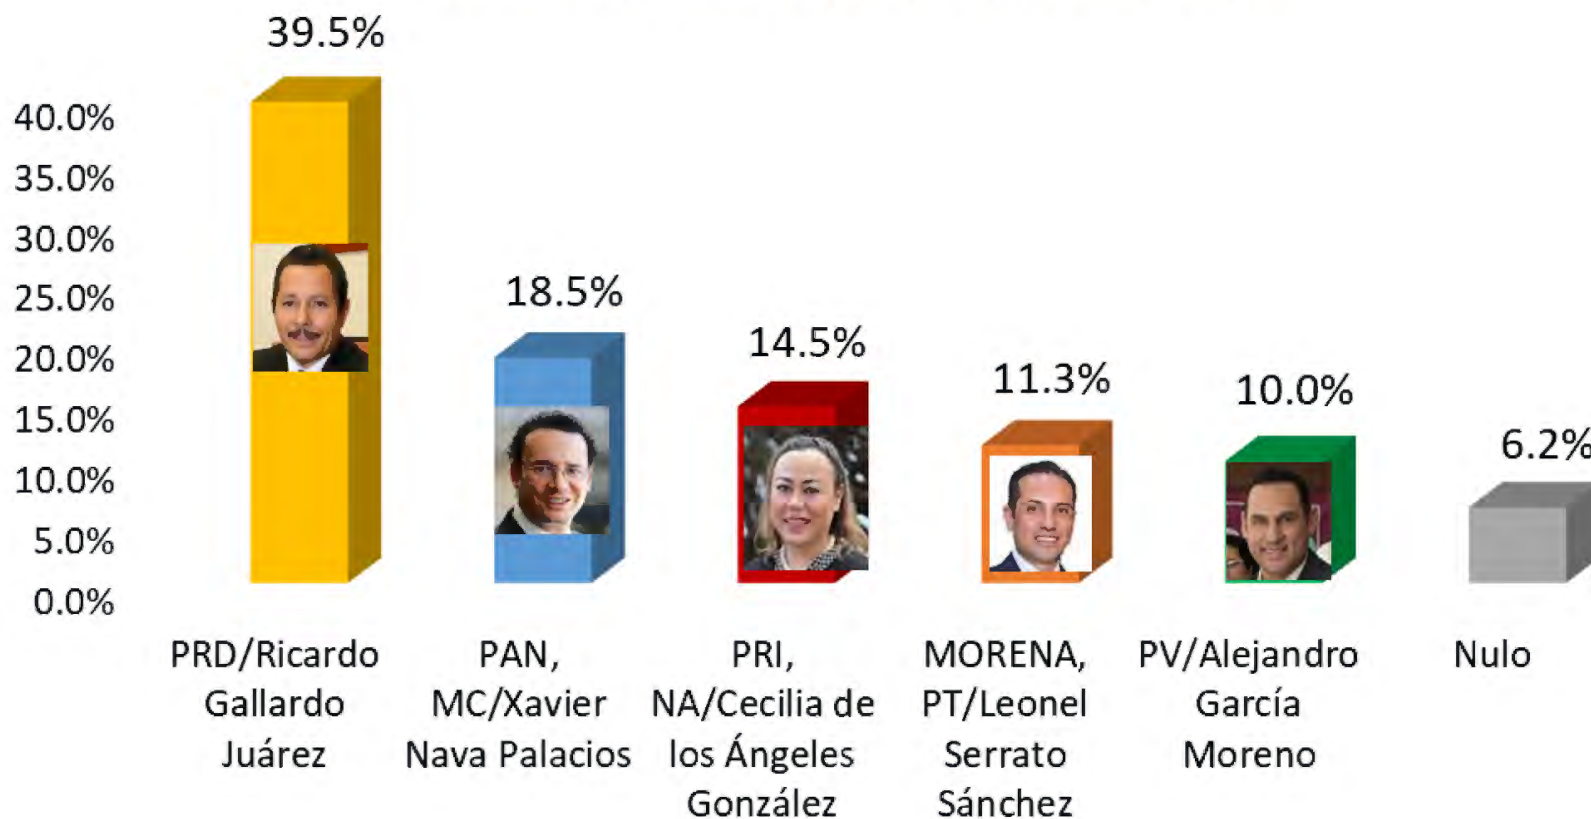 39.5%
18.5%
14.5%
11.3%
10.0%
6.2%
40.0%
35.0%
30.0%
25.0%
20.0%
15.0%
10.0%
5.0%
0.0%
PRD/Ricardo
Gallardo
Juárez
PAN,
MC/Xavier
Nava Palacios
PRI,
NA/Cecilia de
los Ángeles
González
MORENA,
PT/Leonel
Serrato
Sánchez
PV/Alejandro
García
Moreno
Nulo